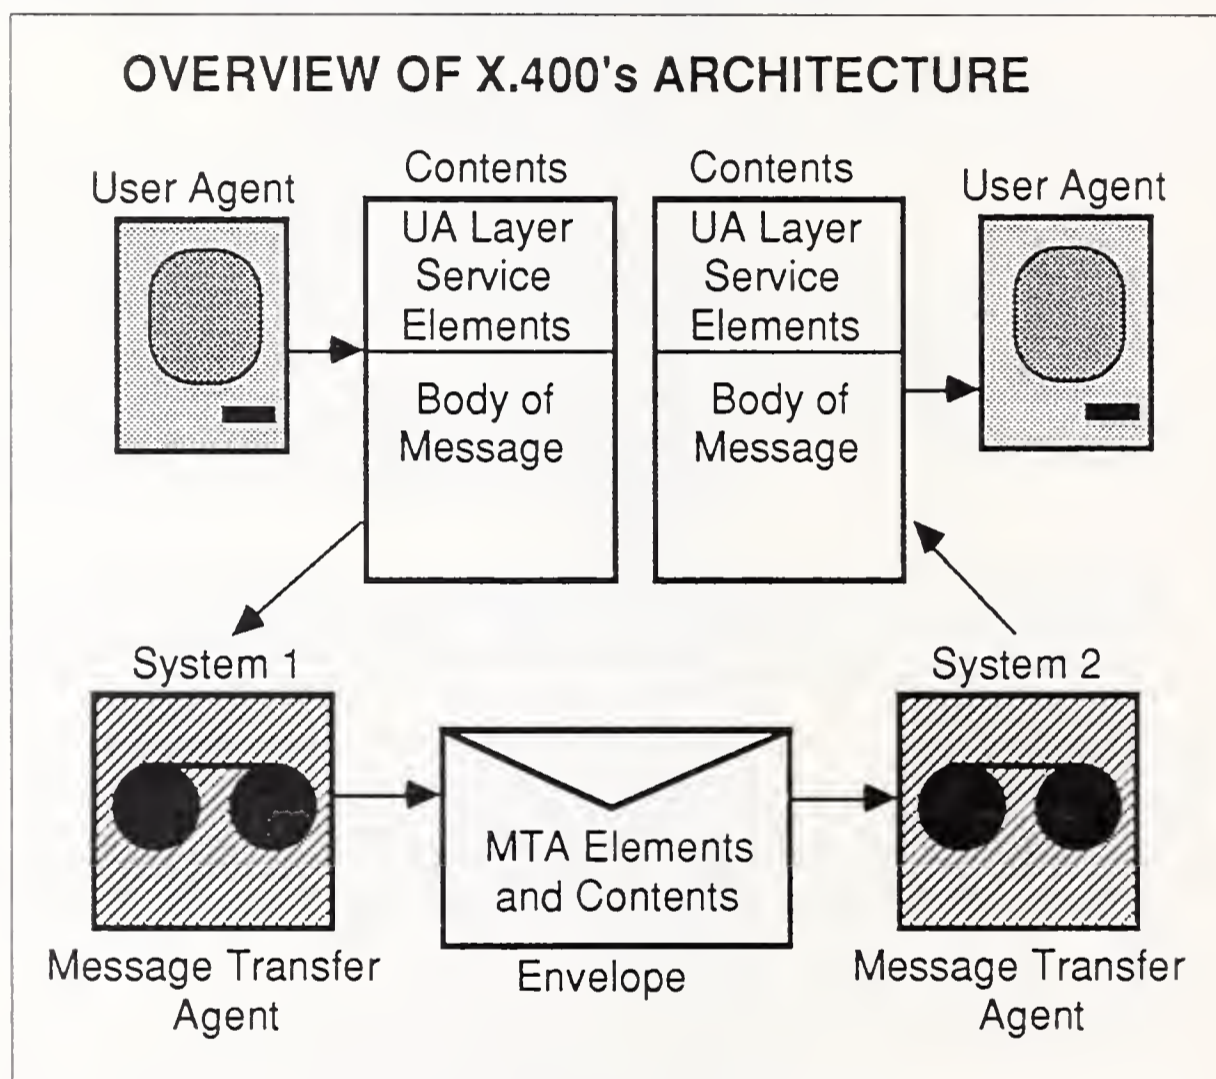 OVERVIEW OF X.400's ARCHITECTURE
User Agent
Contents
UA Layer
Service
Elements
Body of
Message
Contents
UA Layer
Service
Elements
Body of
Message
User Agent
System 1
Message Transfer
Agent
MTA Elements
and Contents
Envelope
System 2
Message Transfer
Agent